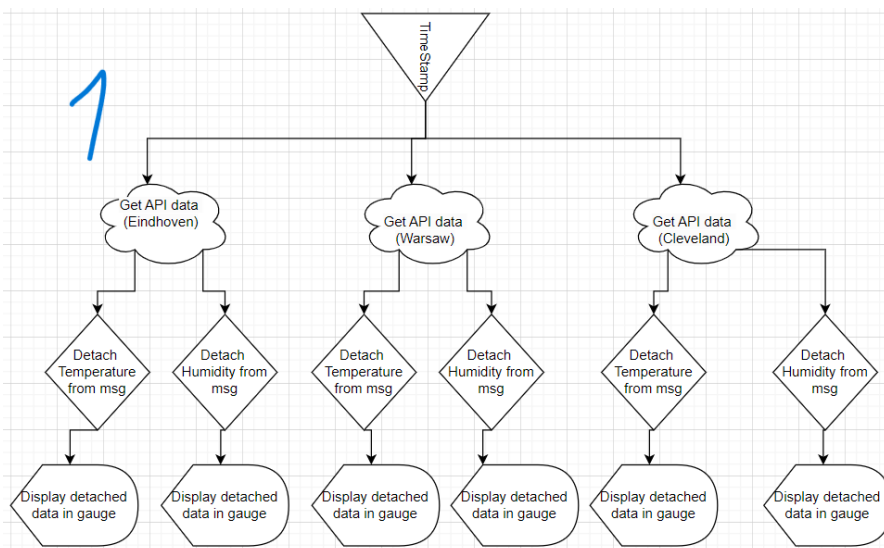 1
TimeStamp
Get API data
(Eindhoven)
Get API data
(Warsaw)
Get API data
(Cleveland)
Detach
Temperature
from msg
Detach
Humidity from
msg
Detach
Temperature
from msg
Detach
Humidity from
msg
Detach
Temperature
from msg
Detach
Humidity from
msg
Display detached
data in gauge
Display detached
data in gauge
Display detached
data in gauge
Display detached
data in gauge
Display detached
data in gauge
Display detached
data in gauge